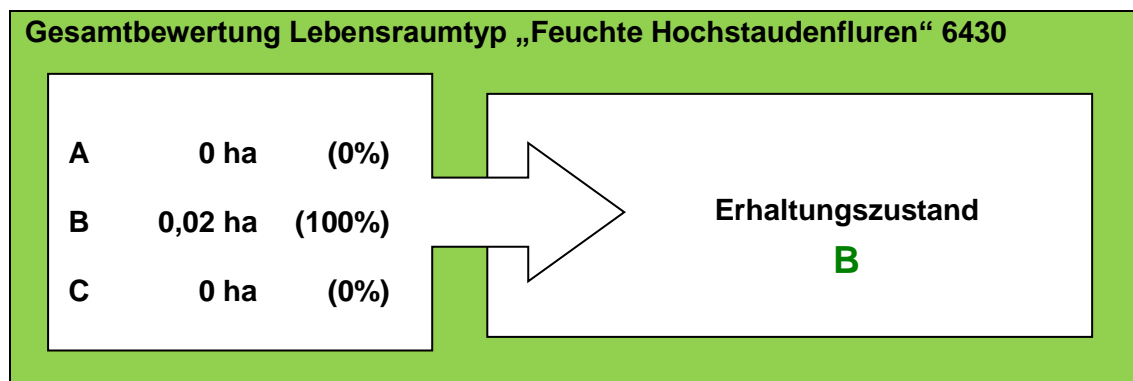 Gesamtbewertung Lebensraumtyp „Feuchte Hochstaudenfluren“ 6430
A 0 ha (0%)
B 0,02 ha (100%)
C 0 ha (0%)
Erhaltungszustand
B